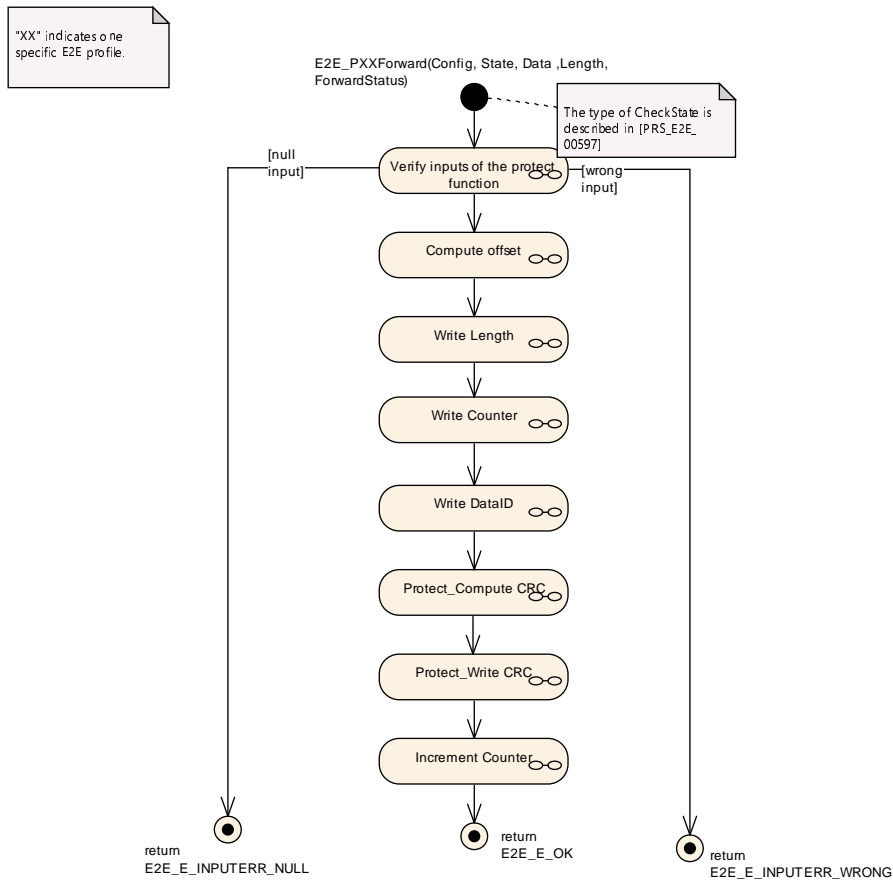 "XX" indicates one
specific E2E profile.
E2E_PXXForward(Config, State, Data ,Length,
ForwardStatus)
The type of CheckState is
described in [PRS_E2E_
00597]
[null
input]
Verify inputs of the protect
function
[wrong
input]
Compute offset
Write Length
Write Counter
Write DataID
Protect_Compute CRC
Protect_Write CRC
Increment Counter
return
E2E_E_INPUTERR_NULL
return
E2E_E_OK
return
E2E_E_INPUTERR_WRONG